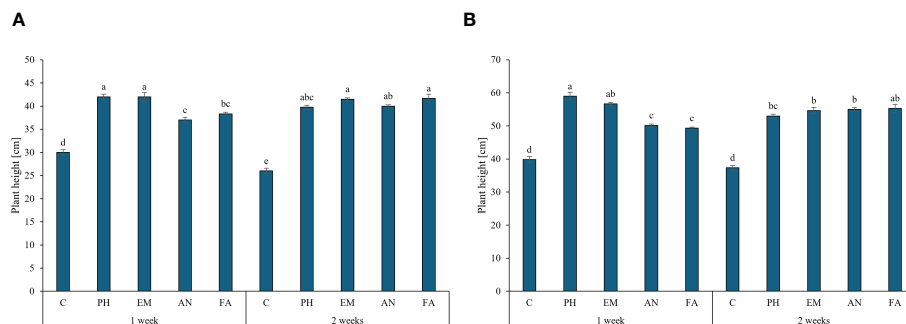 A
Plant height [cm]
50
45
40
35
30
25
20
15
10
5
0
d
a
a
c
bc
e
abc
a
ab
a
C PH EM AN FA C PH EM AN FA
1 week 2 weeks
B
Plant height [cm]
70
60
50
40
30
20
10
0
d
a
ab
c
c
d
bc
b
b
ab
C PH EM AN FA C PH EM AN FA
1 week 2 weeks